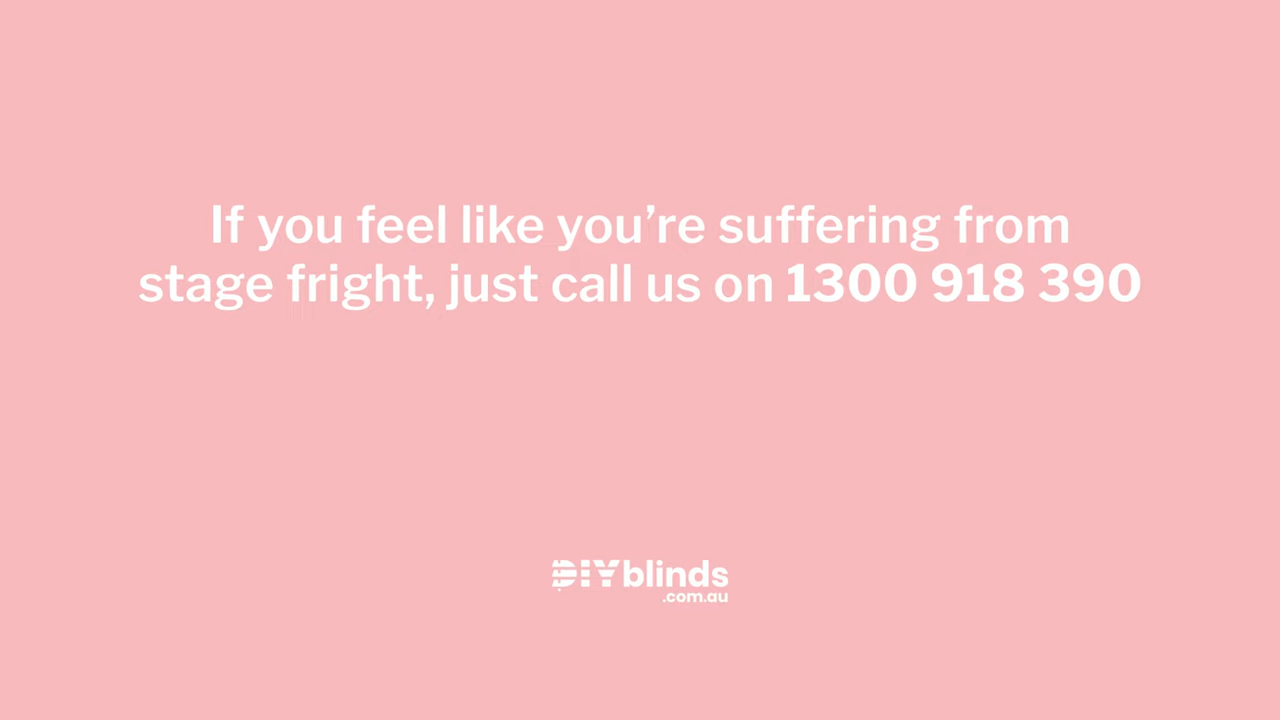 If you feel like you’re suffering from
stage fright, just call us on 1300 918 390
DIYblinds
.com.au